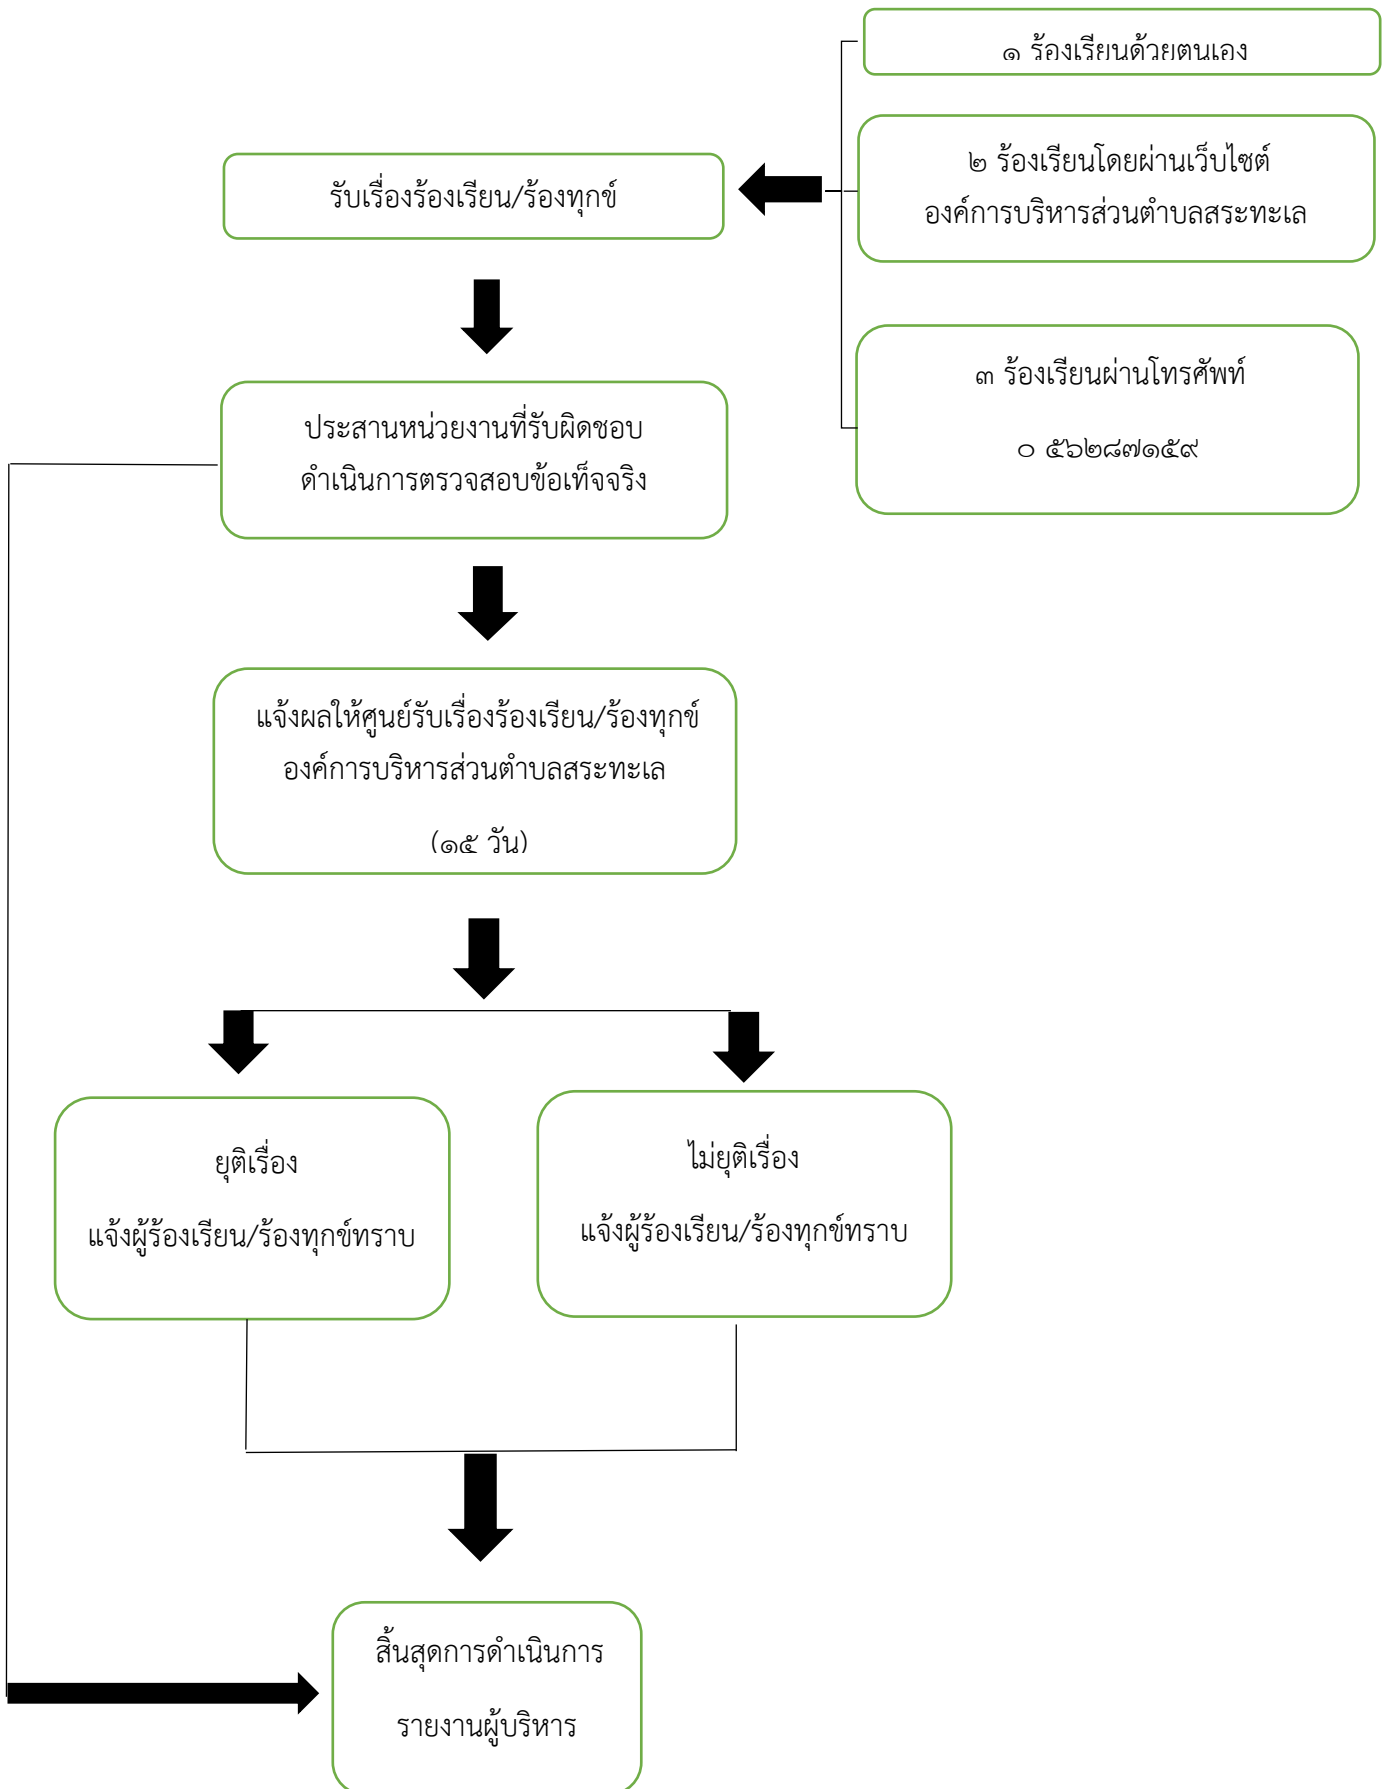 ๑ ร้องเรียนด้วยตนเอง
๒ ร้องเรียนโดยผ่านเว็บไซต์
องค์การบริหารส่วนตำบลสระทะเล
รับเรื่องร้องเรียน/ร้องทุกข์
๓ ร้องเรียนผ่านโทรศัพท์
๐ ๕๖๒๘๗๑๕๙
ประสานหน่วยงานที่รับผิดชอบ
ดำเนินการตรวจสอบข้อเท็จจริง
แจ้งผลให้ศูนย์รับเรื่องร้องเรียน/ร้องทุกข์
องค์การบริหารส่วนตำบลสระทะเล
(๑๕ วัน)
ยุติเรื่อง
แจ้งผู้ร้องเรียน/ร้องทุกข์ทราบ
ไม่ยุติเรื่อง
แจ้งผู้ร้องเรียน/ร้องทุกข์ทราบ
สิ้นสุดการดำเนินการ
รายงานผู้บริหาร